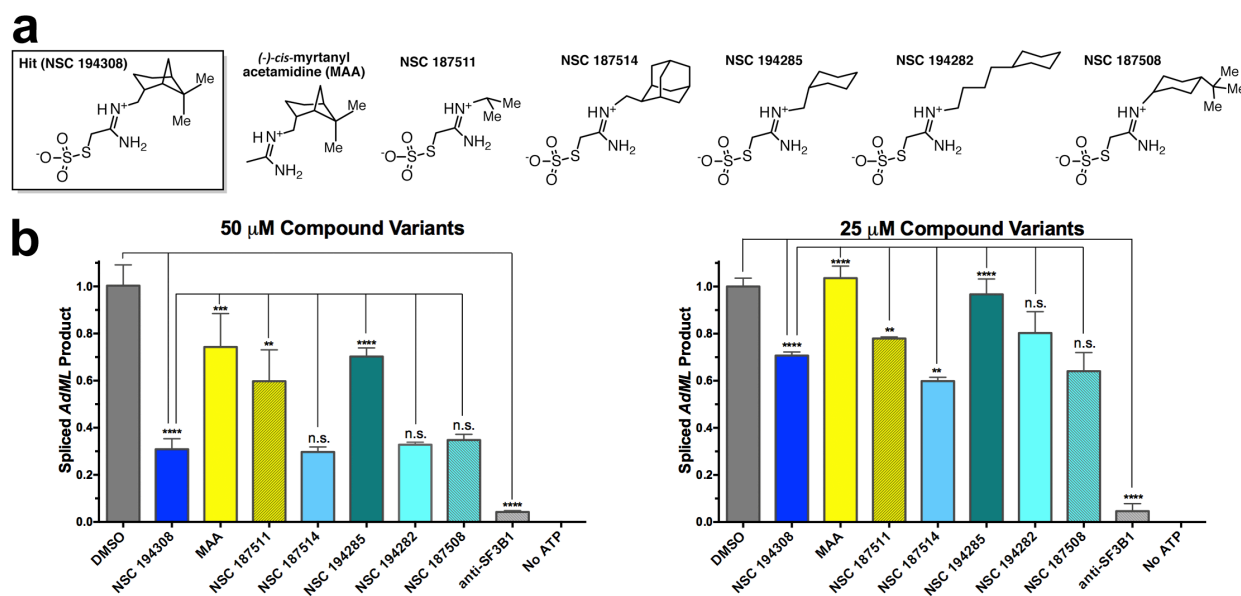 a
Hit (NSC 194308)
(-)-cis-myrtanyl
acetamidine (MAA)
NSC 187511
NSC 187514
NSC 194285
NSC 194282
NSC 187508
Me
Me
HN+
NH2
-O
S
O
O
S
Me
Me
HN+
NH2
HN+
Me
Me
NH2
-O
S
O
O
S
HN+
NH2
-O
S
O
O
S
HN+
NH2
-O
S
O
O
S
HN+
NH2
-O
S
O
O
S
Me
Me
Me
HN+
NH2
-O
S
O
O
S
b
50 μM Compound Variants
Spliced AdML Product
1.0
0.8
0.6
0.4
0.2
0.0
****
***
**
n.s.
****
n.s.
n.s.
****
DMSO
NSC 194308
MAA
NSC 187511
NSC 187514
NSC 194285
NSC 194282
NSC 187508
anti-SF3B1
No ATP
25 μM Compound Variants
Spliced AdML Product
1.0
0.8
0.6
0.4
0.2
0.0
****
****
**
**
****
n.s.
n.s.
****
DMSO
NSC 194308
MAA
NSC 187511
NSC 187514
NSC 194285
NSC 194282
NSC 187508
anti-SF3B1
No ATP